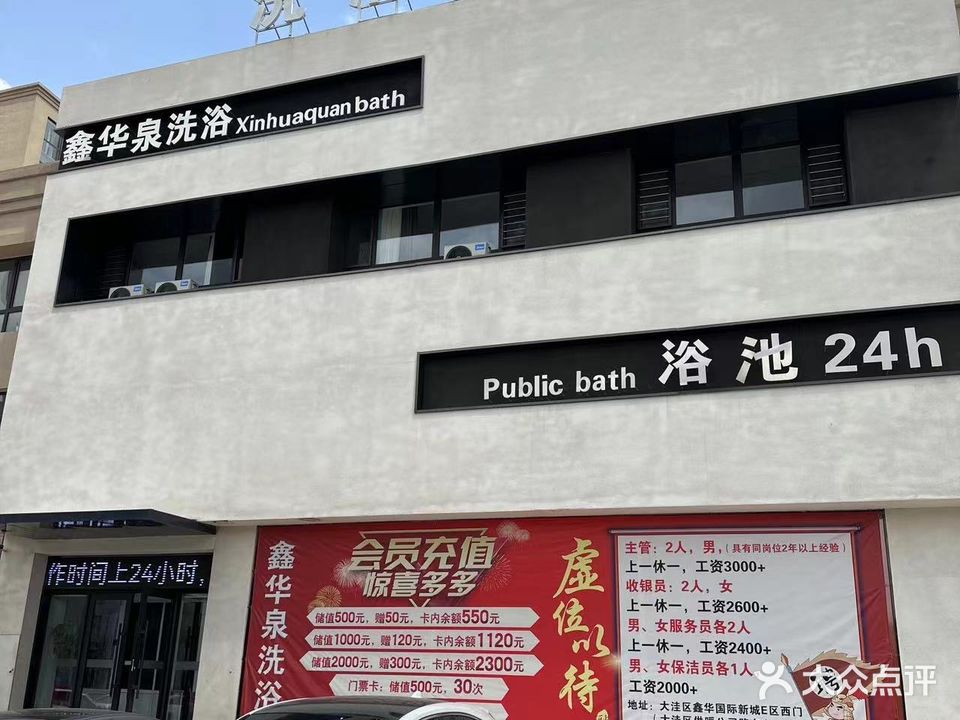 鑫华泉洗浴 Xinhuaquan bath
Public bath 浴池 24h
作时间上24小时，
鑫华泉洗浴
会员充值
惊喜多多
储值500元，赠50元，卡内余额550元
储值1000元，赠120元，卡内余额1120元
储值2000元，赠300元，卡内余额2300元
门票卡：储值500元，30次
虚位以待
主管：2人，男，(具有同岗位2年以上经验)
上一休一，工资3000+
收银员：2人，女
上一休一，工资2600+
男、女服务员各2人
上一休一，工资2400+
男、女保洁员各1人
工资2000+
地址：大洼区鑫华国际新城E区西门
大众点评